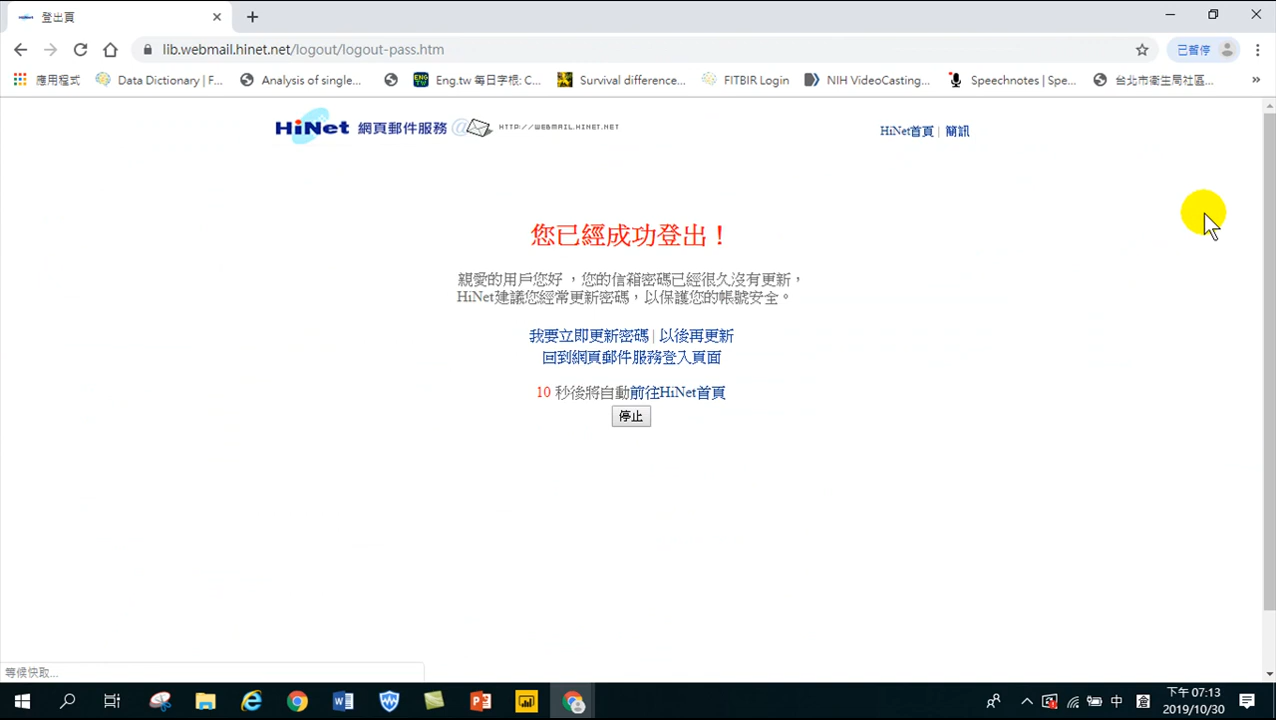 登出頁
lib.webmail.hinet.net/logout/logout-pass.htm
已暫停
應用程式 Data Dictionary | F... Analysis of single... Eng.tw 每日字根: C... Survival difference... FITBIR Login NIH VideoCasting... Speechnotes | Spe... 台北市衛生局社區...
HiNet 網頁郵件服務 HTTP://WEBMAIL.HINET.NET
HiNet首頁 | 簡訊
您已經成功登出！
親愛的用戶您好 ，您的信箱密碼已經很久沒有更新，
HiNet建議您經常更新密碼，以保護您的帳號安全。
我要立即更新密碼 | 以後再更新
回到網頁郵件服務登入頁面
10 秒後將自動前往HiNet首頁
停止
等候快取...
中 倉
下午 07:13
2019/10/30